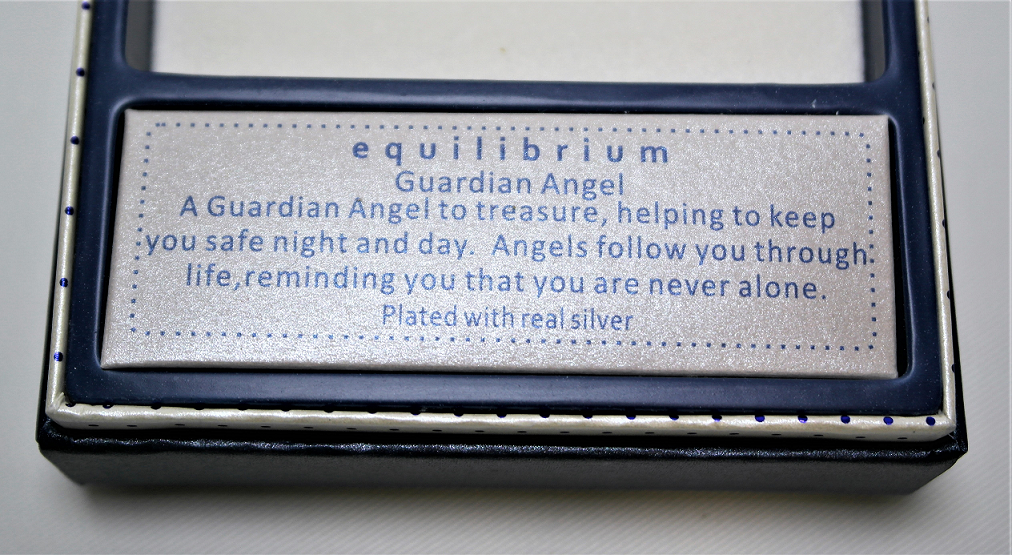 equilibrium
Guardian Angel
A Guardian Angel to treasure, helping to keep
you safe night and day. Angels follow you through
life,reminding you that you are never alone.
Plated with real silver